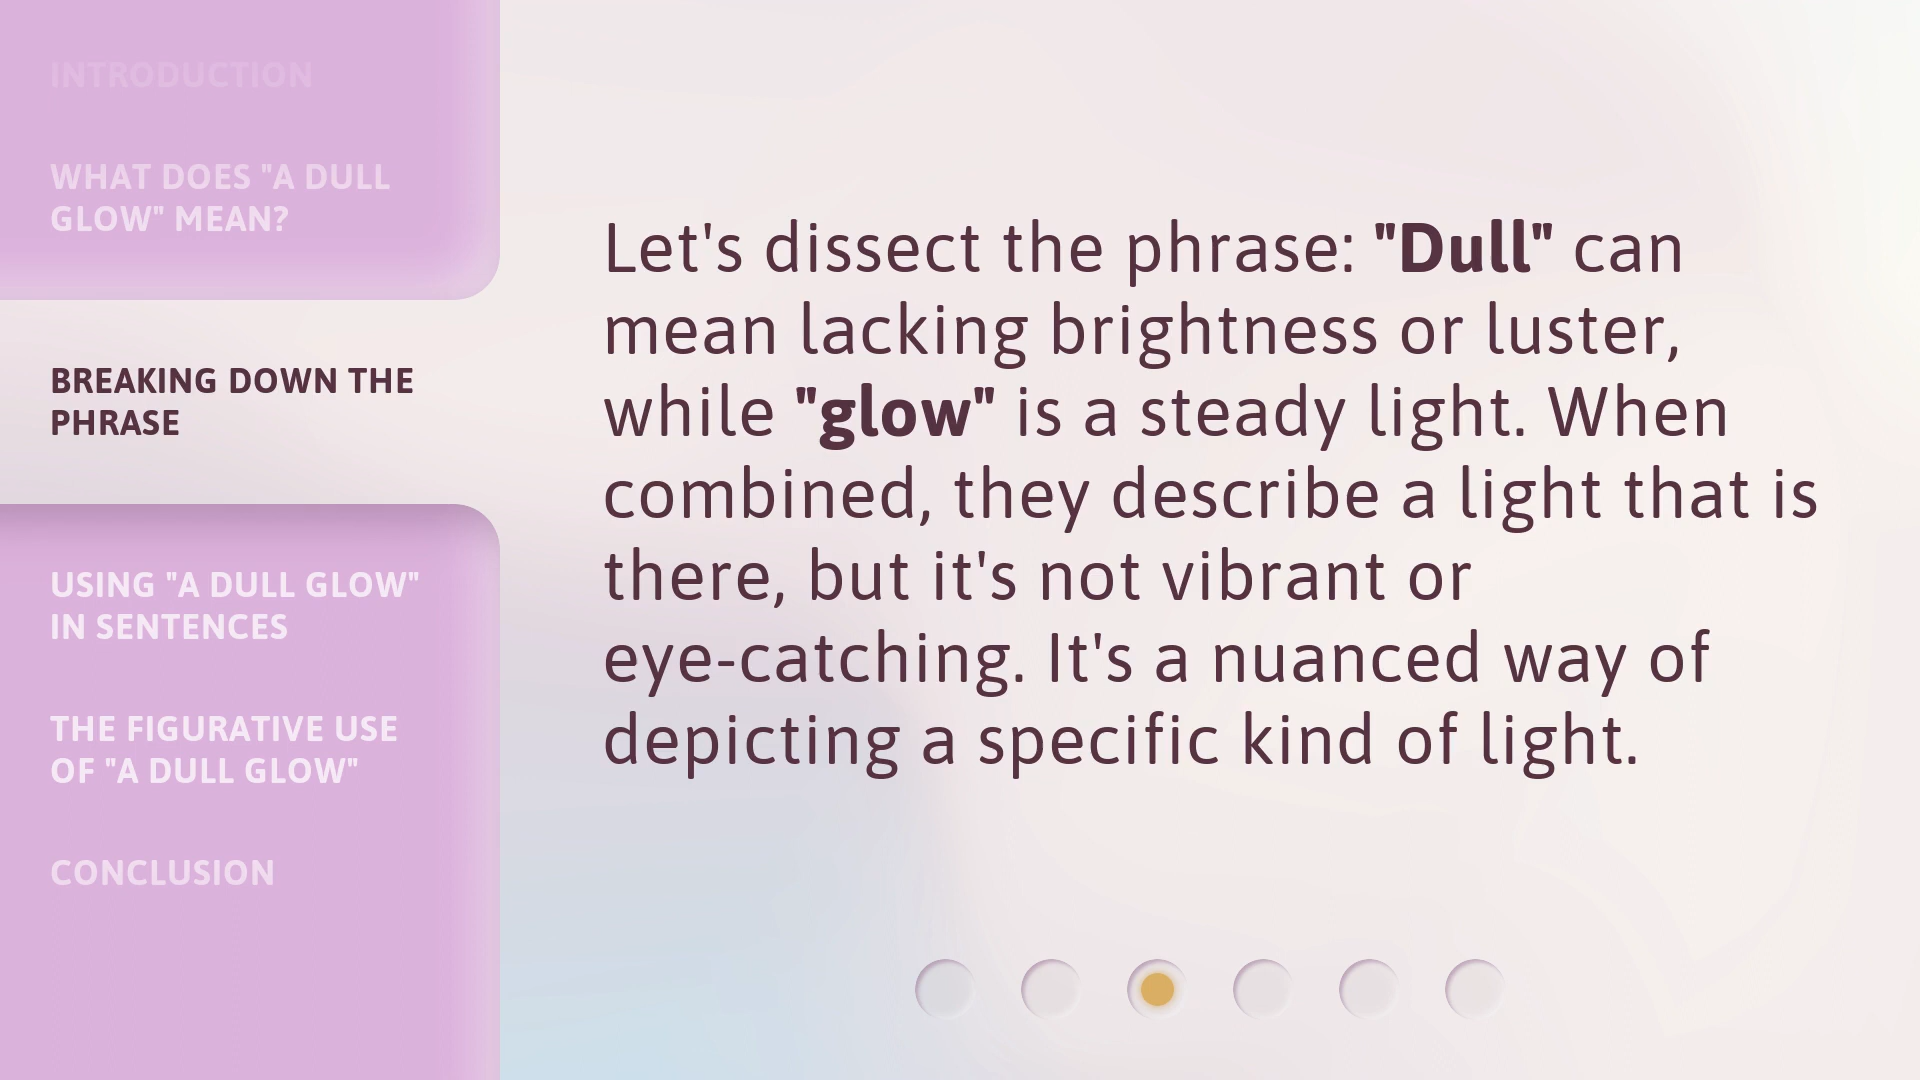 INTRODUCTION
WHAT DOES "A DULL
GLOW" MEAN?
BREAKING DOWN THE
PHRASE
USING "A DULL GLOW"
IN SENTENCES
THE FIGURATIVE USE
OF "A DULL GLOW"
CONCLUSION
Let's dissect the phrase: "Dull" can
mean lacking brightness or luster,
while "glow" is a steady light. When
combined, they describe a light that is
there, but it's not vibrant or
eye-catching. It's a nuanced way of
depicting a specific kind of light.